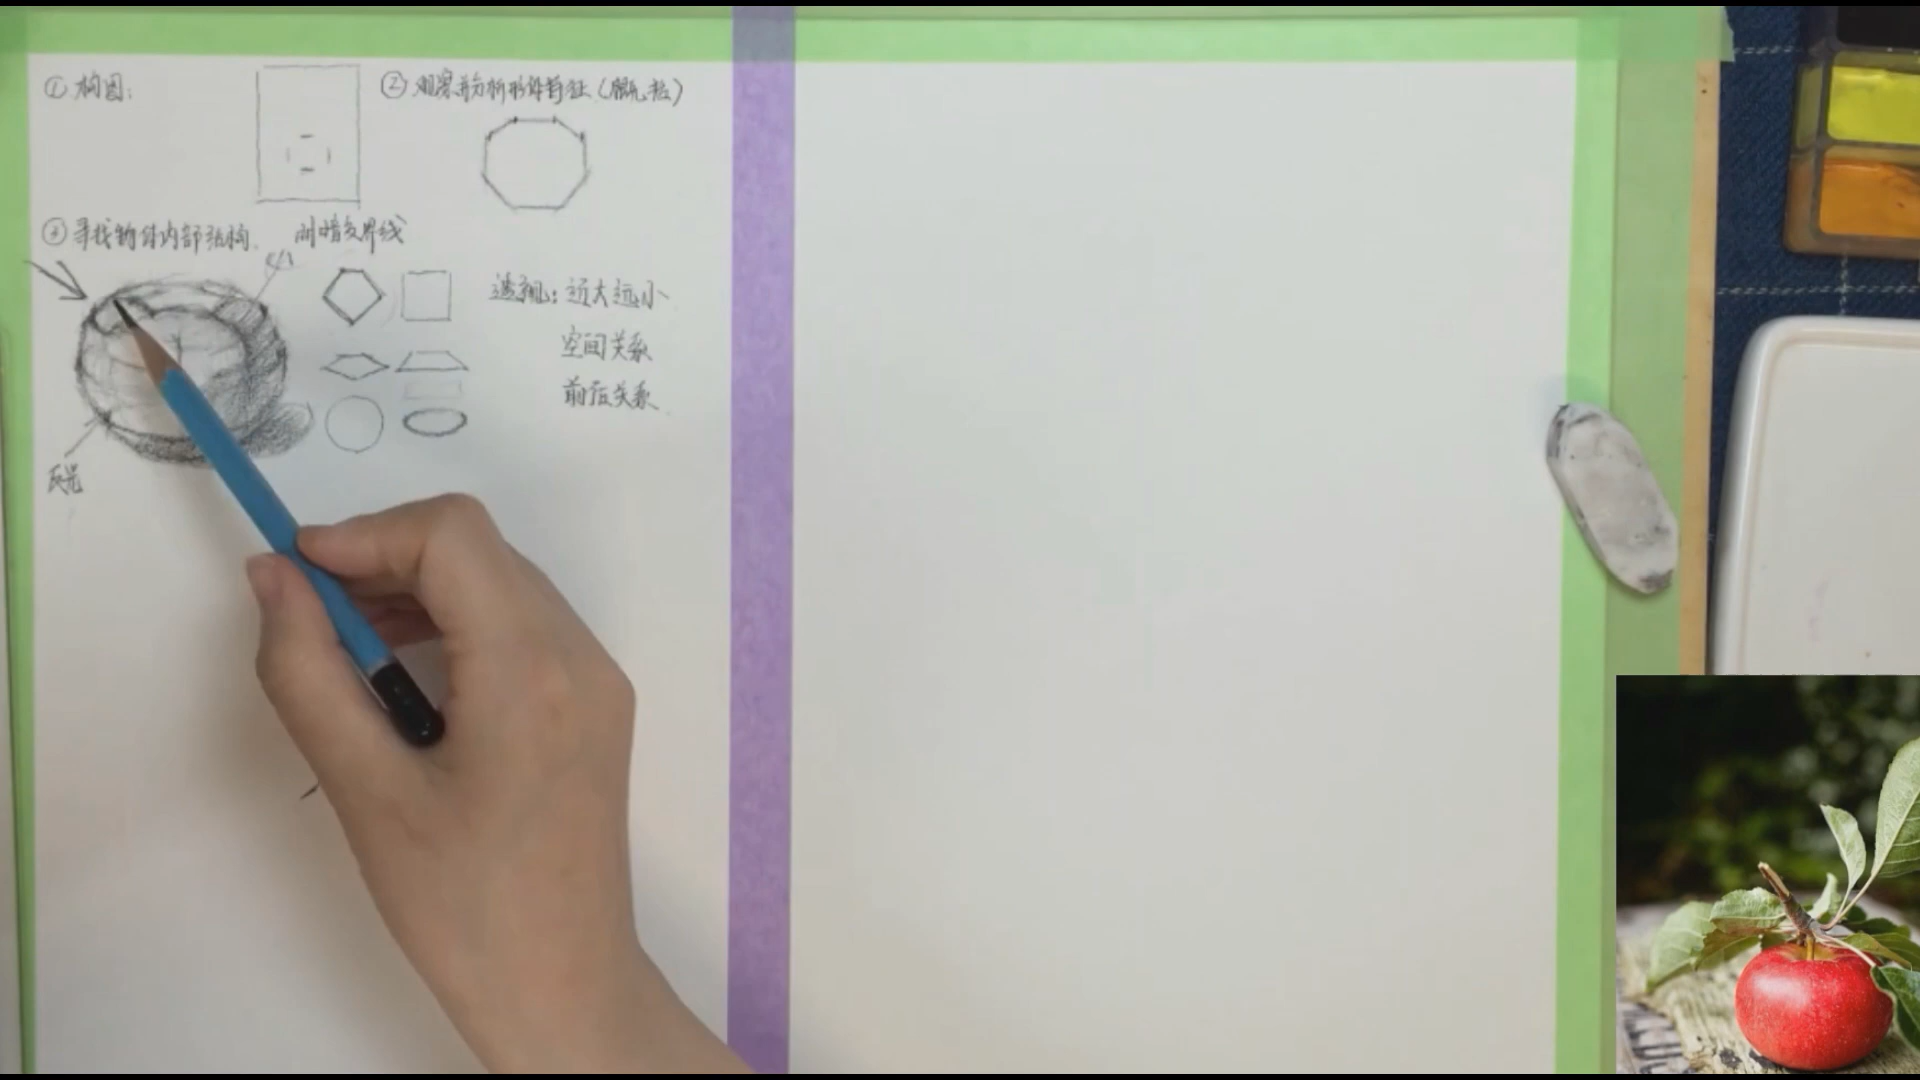 ①构图：
②观察并分析形体特征（概括）
③寻找物体内部结构
明暗交界线
透视：近大远小
空间关系
前后关系
反光